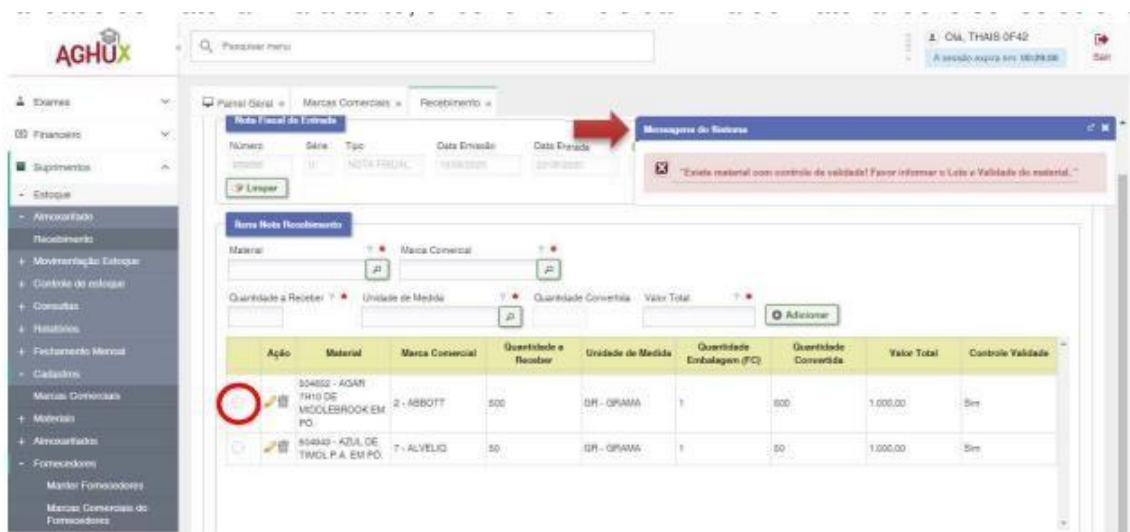 AGHUX
Pesquisar menu
Olá, THAIS 0F42
A sessão expira em: 00:29:00
Sair
Exames
Financeiro
Suprimentos
Estoque
Almoxarifado
Recebimento
Movimentação Estoque
Controle de estoque
Consultas
Relatórios
Fechamento Mensal
Cadastros
Marcas Comerciais
Materiais
Almoxarifados
Fornecedores
Manter Fornecedores
Marcas Comerciais do
Fornecedores
Painel Geral
Marcas Comerciais
Recebimento
Nota Fiscal de Entrada
Número Série Tipo Data Emissão Data Entrada
NOTA FISCAL
Limpar
Mensagens do Sistema
"Existe material com controle de validade! Favor informar o Lote e Validade do material."
Itens Nota Recebimento
Material ? * Marca Comercial ? *
Quantidade a Receber ? * Unidade de Medida ? * Quantidade Convertida Valor Total ? *
Adicionar
Ação Material Marca Comercial Quantidade a Receber Unidade de Medida Quantidade Embalagem (FC) Quantidade Convertida Valor Total Controle Validade
AGAR
7H10 DE
MIDDLEBROOK EM
PÓ.
2 - ABBOTT 500 GR - GRAMA 1 500 1.000,00 Sim
AZUL DE
TIMOL P.A. EM PÓ.
7 - ALVELIQ 50 GR - GRAMA 1 50 1.000,00 Sim